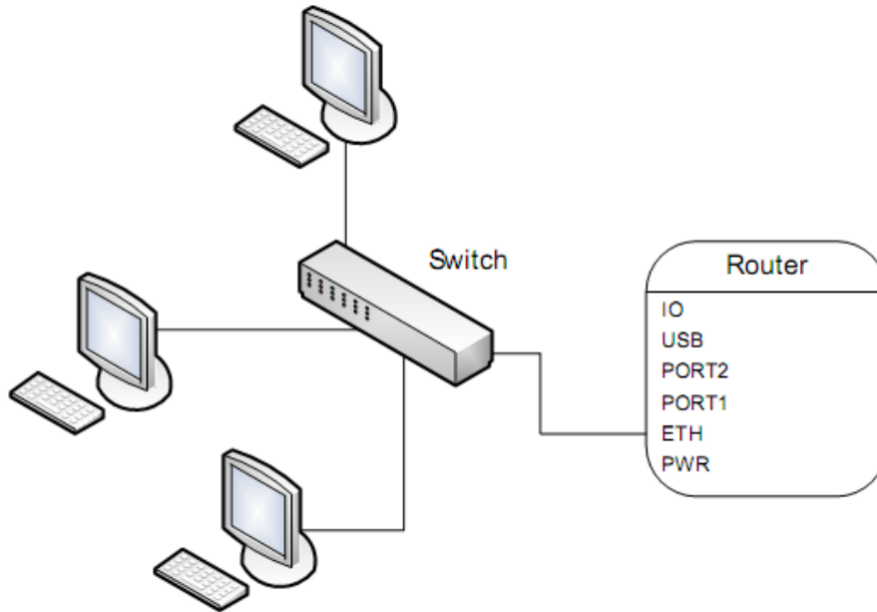 Switch
Router
IO
USB
PORT2
PORT1
ETH
PWR